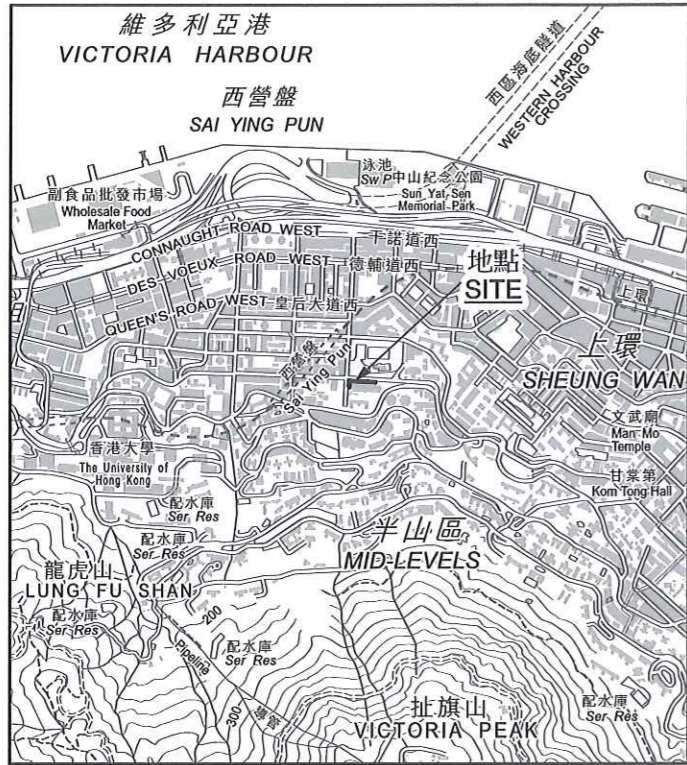 維多利亞港
VICTORIA HARBOUR
西營盤
SAI YING PUN
西區海底隧道
WESTERN HARBOUR
CROSSING
泳池
Sw P
中山紀念公園
Sun Yat Sen
Memorial Park
副食品批發市場
Wholesale Food
Market
CONNAUGHT ROAD WEST
干諾道西
DES VOEUX ROAD WEST
德輔道西
QUEEN'S ROAD WEST
皇后大道西
地點
SITE
上環
西營盤
Sai Ying Pun
上環
SHEUNG WAN
文武廟
Man Mo
Temple
香港大學
The University of
Hong Kong
甘棠第
Kom Tong Hall
配水庫
Ser Res
半山區
MID-LEVELS
配水庫
Ser Res
龍虎山
LUNG FU SHAN
配水庫
Ser Res
200
配水庫
Ser Res
Pipeline
導管
300
扯旗山
VICTORIA PEAK
配水庫
Ser Res